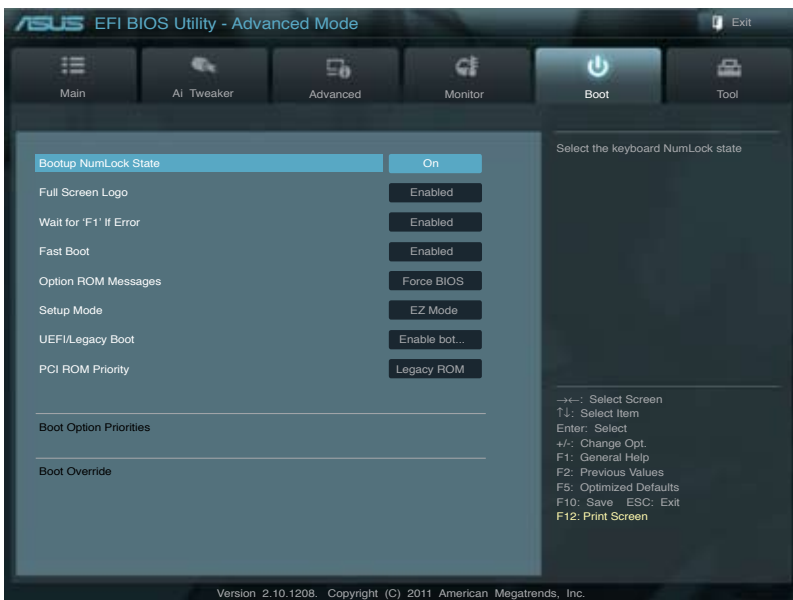 ASUS EFI BIOS Utility - Advanced Mode
Exit
Main
Ai Tweaker
Advanced
Monitor
Boot
Tool
Bootup NumLock State On
Full Screen Logo Enabled
Wait for ‘F1’ If Error Enabled
Fast Boot Enabled
Option ROM Messages Force BIOS
Setup Mode EZ Mode
UEFI/Legacy Boot Enable bot...
PCI ROM Priority Legacy ROM
Boot Option Priorities
Boot Override
Select the keyboard NumLock state
→←: Select Screen
↑↓: Select Item
Enter: Select
+/-: Change Opt.
F1: General Help
F2: Previous Values
F5: Optimized Defaults
F10: Save ESC: Exit
F12: Print Screen
Version 2.10.1208. Copyright (C) 2011 American Megatrends, Inc.